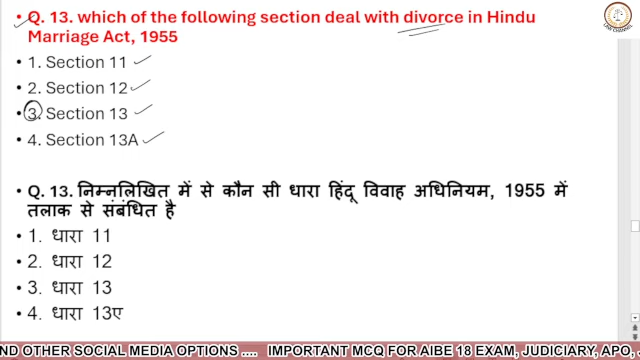 • Q. 13. which of the following section deal with divorce in Hindu
Marriage Act, 1955
• 1. Section 11
• 2. Section 12
• 3. Section 13
• 4. Section 13A
• Q. 13. निम्नलिखित में से कौन सी धारा हिंदू विवाह अधिनियम, 1955 में
तलाक से संबंधित है
• 1. धारा 11
• 2. धारा 12
• 3. धारा 13
• 4. धारा 13ए
ND OTHER SOCIAL MEDIA OPTIONS .... IMPORTANT MCQ FOR AIBE 18 EXAM, JUDICIARY, APO,